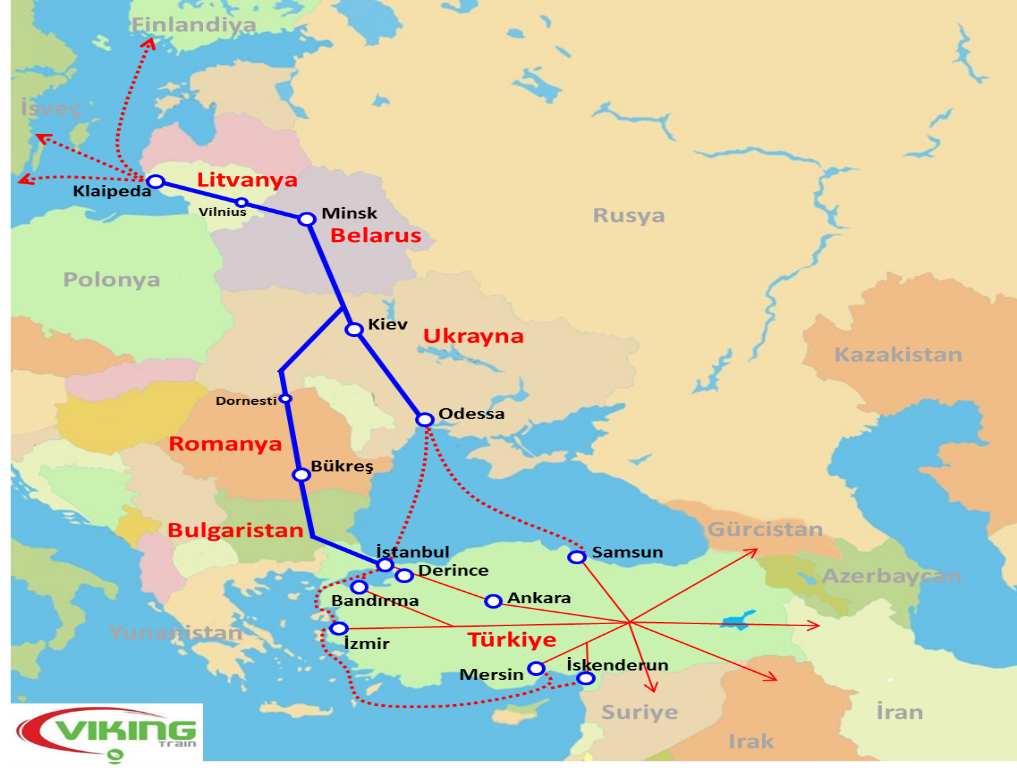 Finlandiya
İsveç
Litvanya
Klaipeda
Vilnius
Minsk
Belarus
Rusya
Polonya
Kiev
Ukrayna
Kazakistan
Dornesti
Odessa
Romanya
Bükreş
Bulgaristan
Gürcistan
İstanbul
Samsun
Derince
Azerbaycan
Bandırma
Ankara
Yunanistan
İzmir
Türkiye
Mersin
İskenderun
Suriye
İran
Irak
VIKING
TRAIN